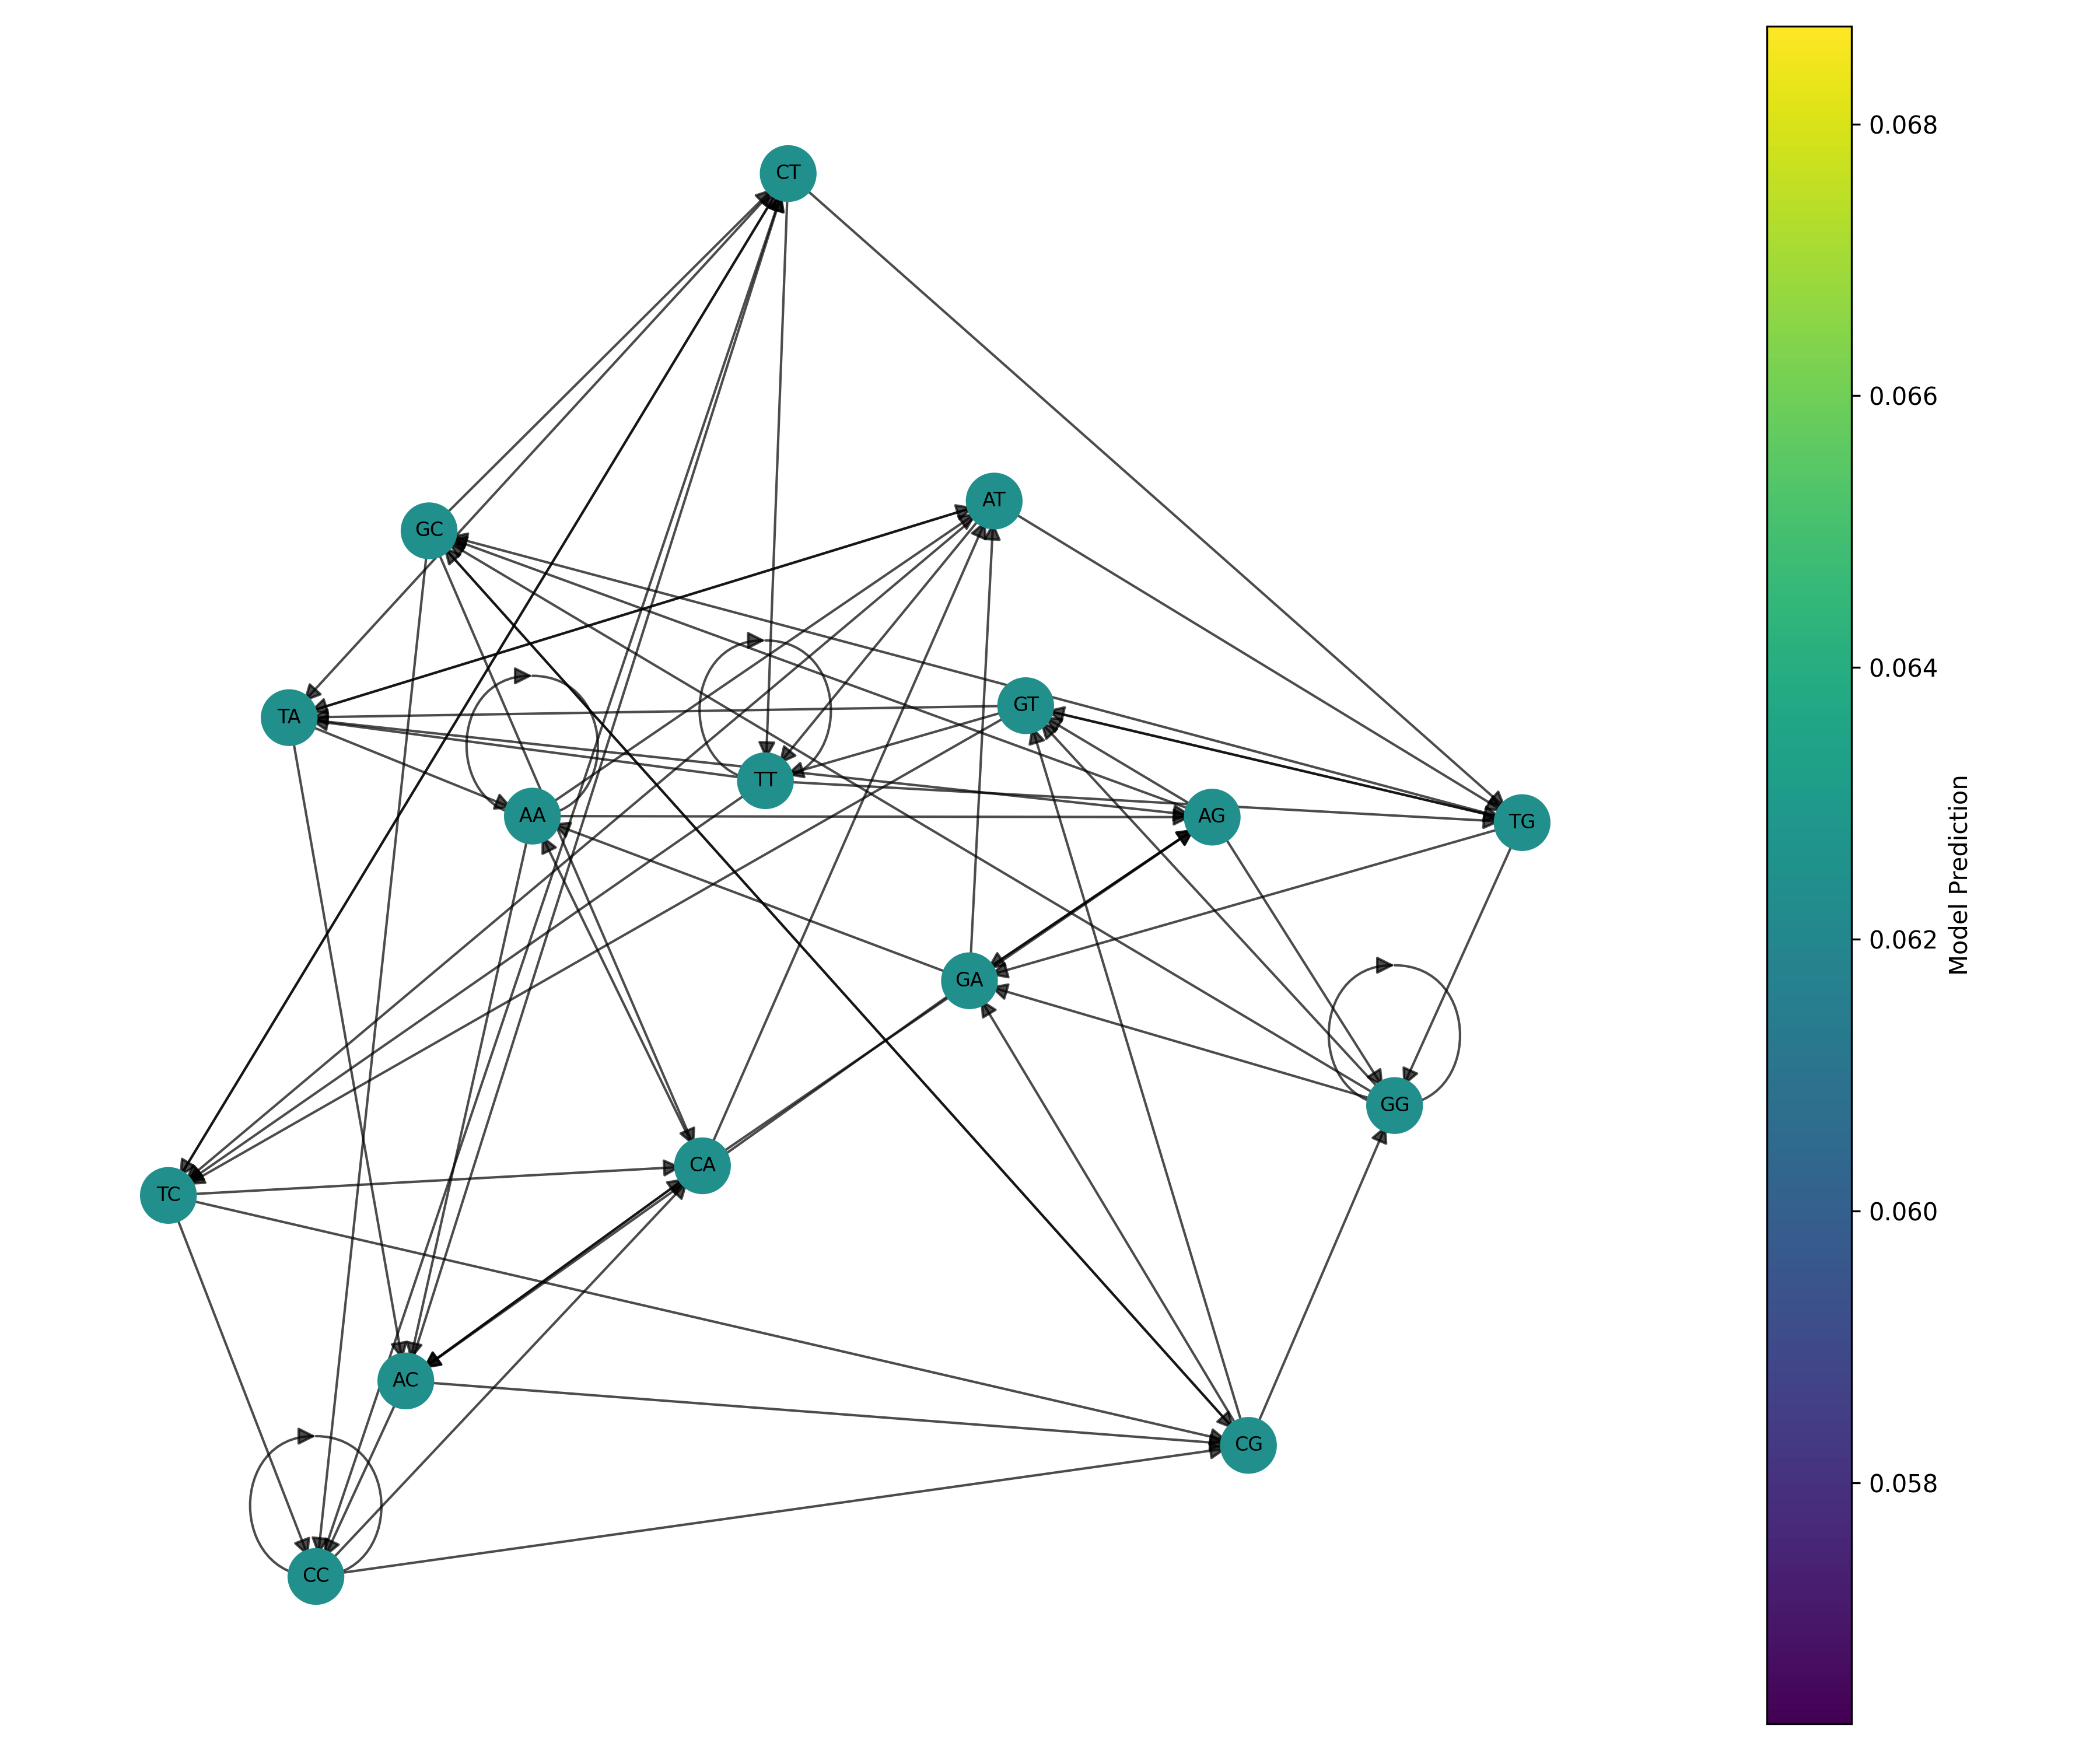 CT
GC
AT
TA
GT
TT
AA
AG
TG
GA
GG
CA
TC
AC
CG
CC
0.068
0.066
0.064
0.062
0.060
0.058
Model Prediction